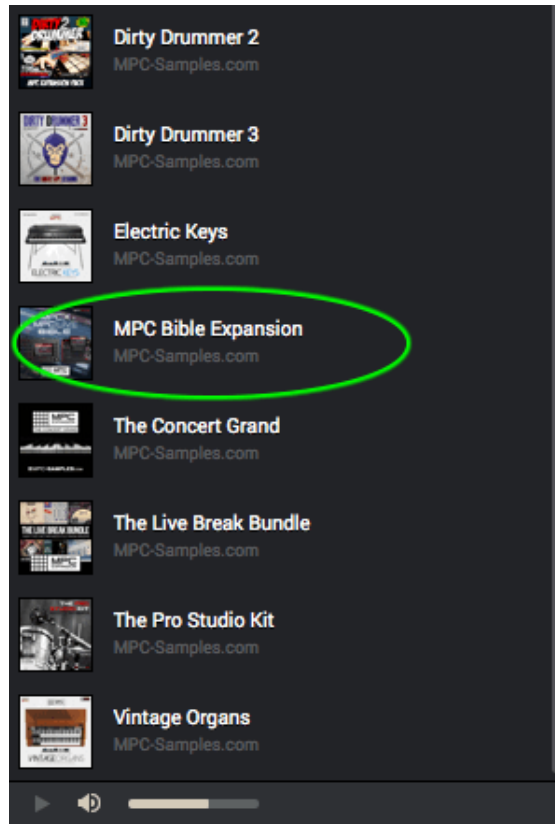 Dirty Drummer 2
MPC-Samples.com
Dirty Drummer 3
MPC-Samples.com
Electric Keys
MPC-Samples.com
MPC Bible Expansion
MPC-Samples.com
The Concert Grand
MPC-Samples.com
The Live Break Bundle
MPC-Samples.com
The Pro Studio Kit
MPC-Samples.com
Vintage Organs
MPC-Samples.com